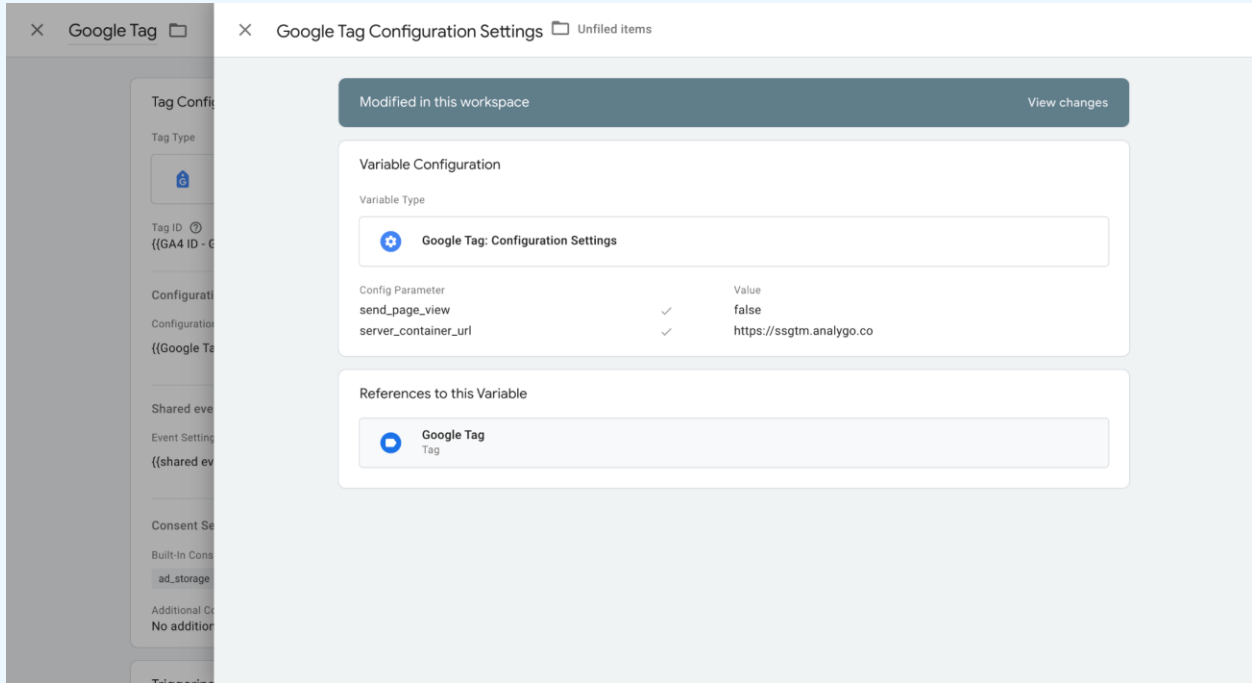 Google Tag
Google Tag Configuration Settings
Unfiled items
Tag Config
Tag Type
Tag ID
{{GA4 ID - G
Configurati
Configuration
{{Google Ta
Shared eve
Event Setting
{{shared ev
Consent Se
Built-In Cons
ad_storage
Additional Co
No addition
Modified in this workspace
View changes
Variable Configuration
Variable Type
Google Tag: Configuration Settings
Config Parameter
Value
send_page_view
false
server_container_url
https://ssgtm.analygo.co
References to this Variable
Google Tag
Tag